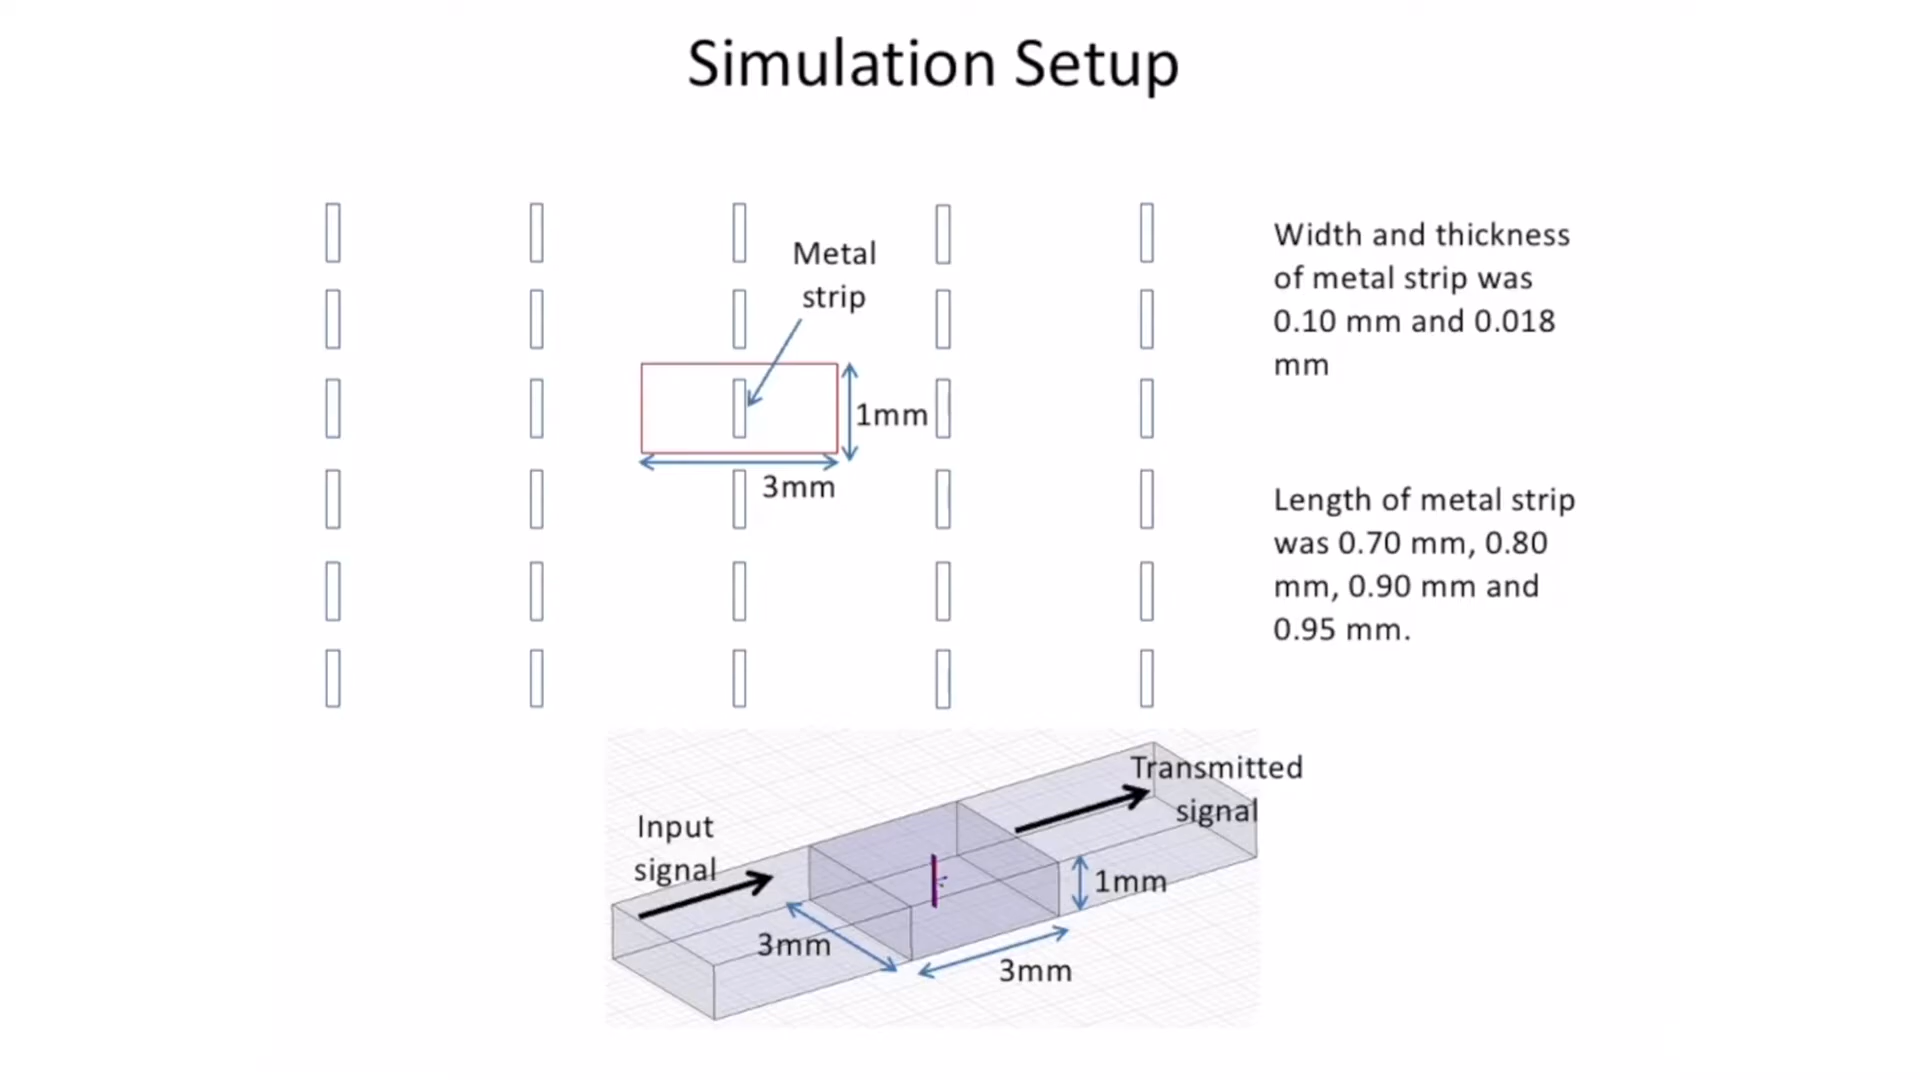 Simulation Setup
Metal
strip
1mm
3mm
Width and thickness
of metal strip was
0.10 mm and 0.018
mm
Length of metal strip
was 0.70 mm, 0.80
mm, 0.90 mm and
0.95 mm.
Input
signal
Transmitted
signal
1mm
3mm
3mm